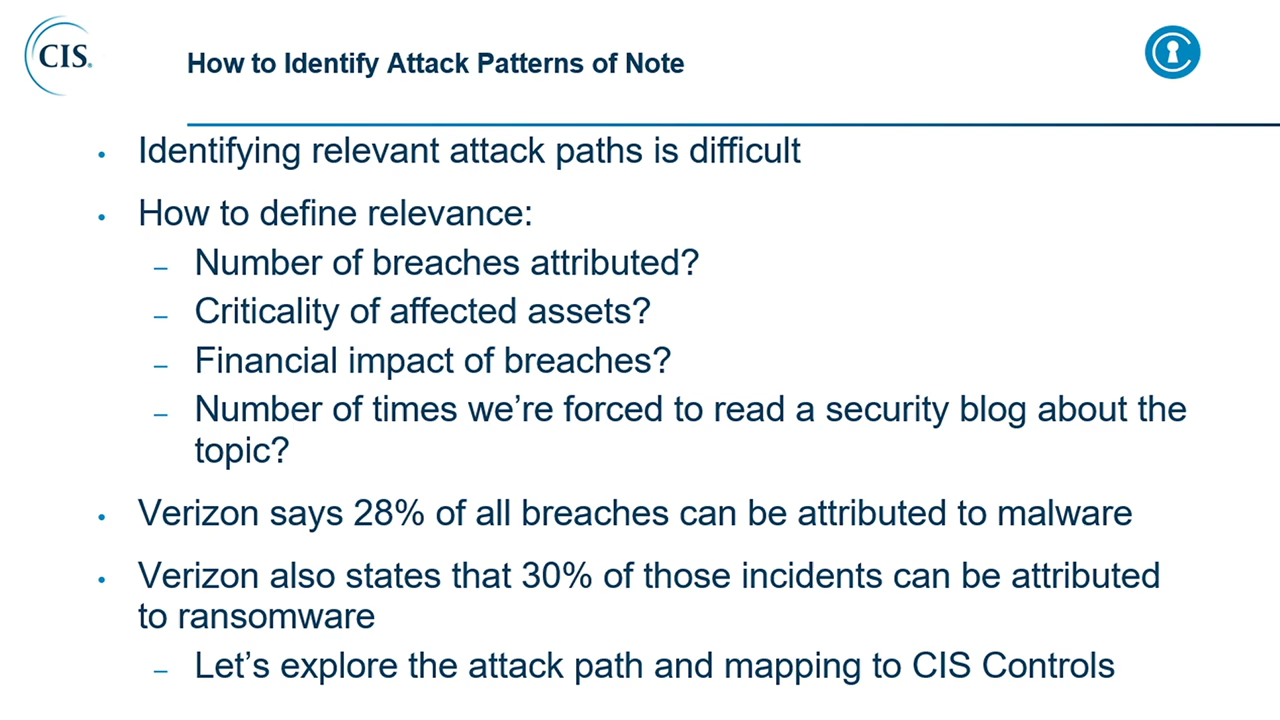 CIS.
How to Identify Attack Patterns of Note
• Identifying relevant attack paths is difficult
• How to define relevance:
– Number of breaches attributed?
– Criticality of affected assets?
– Financial impact of breaches?
– Number of times we’re forced to read a security blog about the
topic?
• Verizon says 28% of all breaches can be attributed to malware
• Verizon also states that 30% of those incidents can be attributed
to ransomware
– Let’s explore the attack path and mapping to CIS Controls